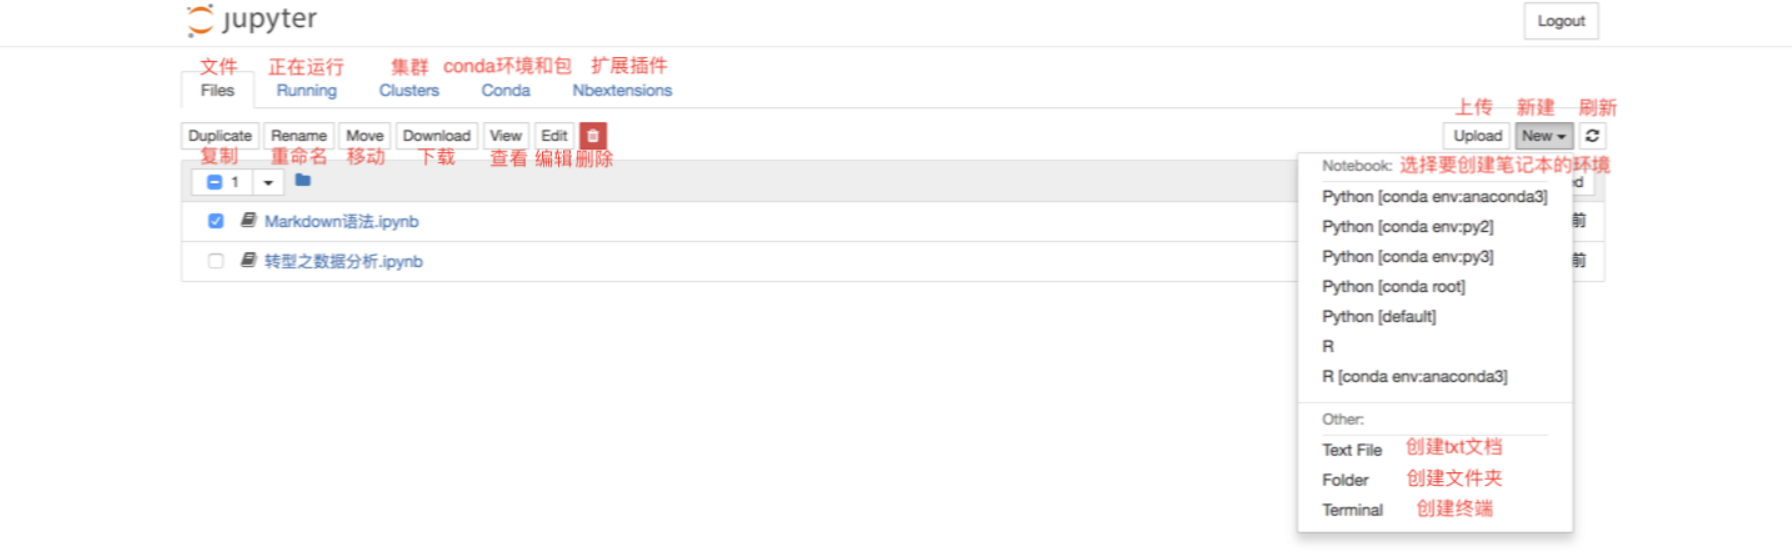 jupyter
Logout
文件 正在运行 集群 conda环境和包 扩展插件
Files Running Clusters Conda Nbextensions
上传 新建 刷新
Duplicate Rename Move Download View Edit
Upload New
复制 重命名 移动 下载 查看 编辑 删除
Notebook: 选择要创建笔记本的环境
1
Python [conda env:anaconda3]
Markdown语法.ipynb
前
Python [conda env:py2]
Python [conda env:py3]
转型之数据分析.ipynb
前
Python [conda root]
Python [default]
R
R [conda env:anaconda3]
Other:
Text File 创建txt文档
Folder 创建文件夹
Terminal 创建终端